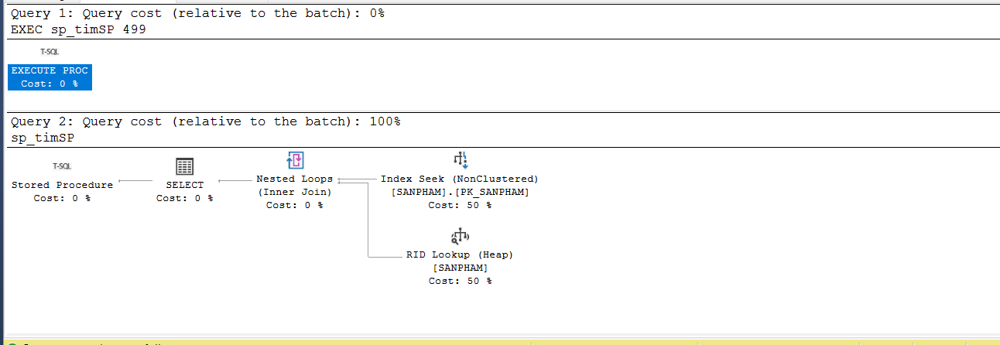 Query 1: Query cost (relative to the batch): 0%
EXEC sp_timSP 499
T-SQL
EXECUTE PROC
Cost: 0 %
Query 2: Query cost (relative to the batch): 100%
sp_timSP
T-SQL
Stored Procedure
Cost: 0 %
SELECT
Cost: 0 %
Nested Loops
(Inner Join)
Cost: 0 %
Index Seek (NonClustered)
[SANPHAM].[PK_SANPHAM]
Cost: 50 %
RID Lookup (Heap)
[SANPHAM]
Cost: 50 %